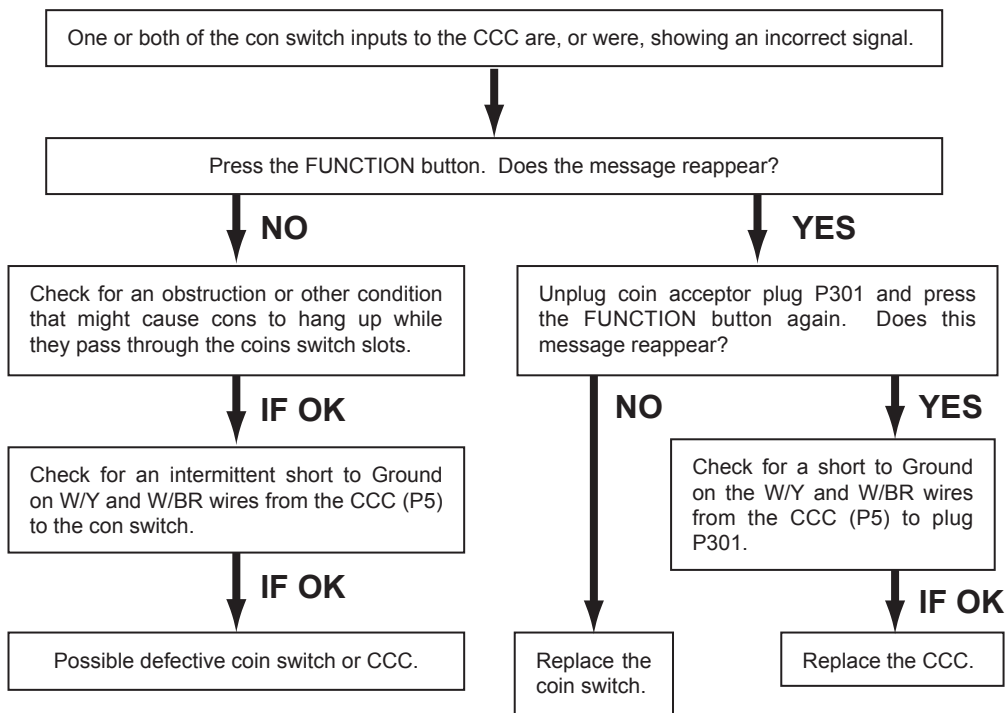 One or both of the con switch inputs to the CCC are, or were, showing an incorrect signal.
Press the FUNCTION button. Does the message reappear?
NO
YES
Check for an obstruction or other condition
that might cause cons to hang up while
they pass through the coins switch slots.
Unplug coin acceptor plug P301 and press
the FUNCTION button again. Does this
message reappear?
IF OK
NO
YES
Check for an intermittent short to Ground
on W/Y and W/BR wires from the CCC (P5)
to the con switch.
Check for a short to Ground
on the W/Y and W/BR wires
from the CCC (P5) to plug
P301.
IF OK
IF OK
Possible defective coin switch or CCC.
Replace the
coin switch.
Replace the CCC.